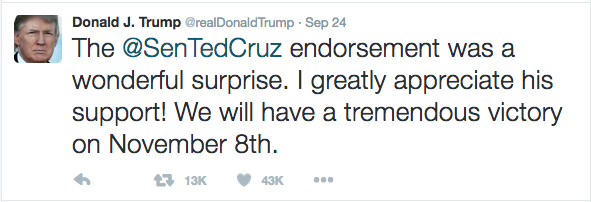 Donald J. Trump @realDonaldTrump · Sep 24
The @SenTedCruz endorsement was a
wonderful surprise. I greatly appreciate his
support! We will have a tremendous victory
on November 8th.
13K 43K